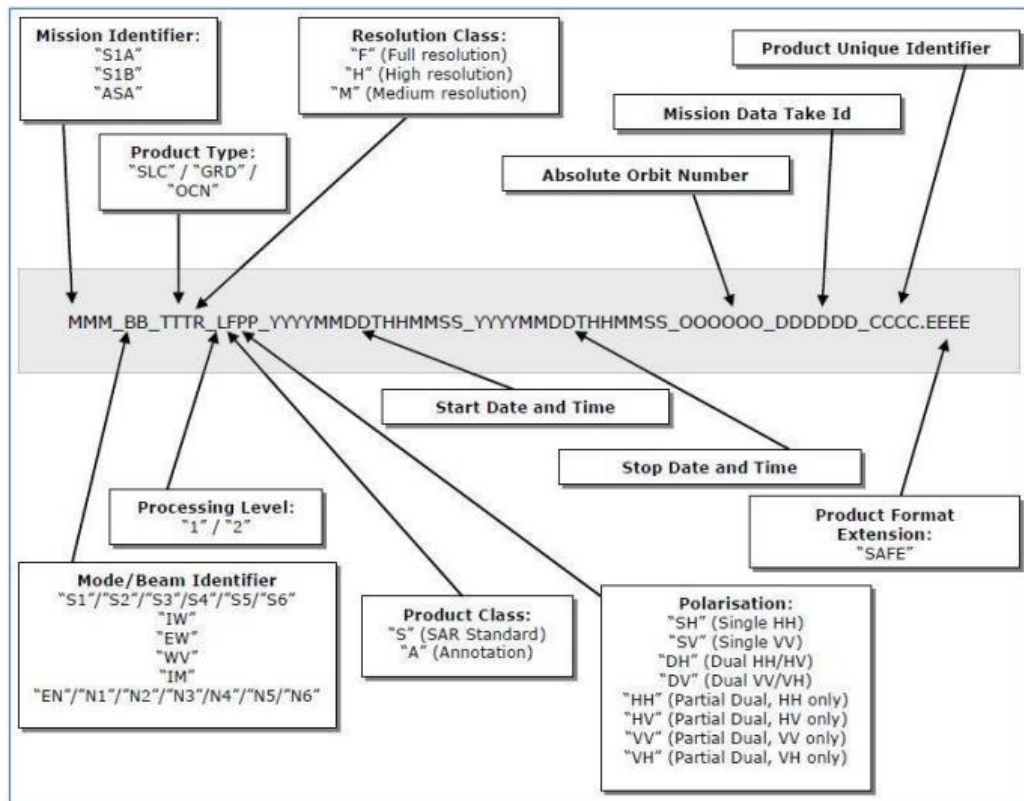 Mission Identifier:
“S1A”
“S1B”
“ASA”
Resolution Class:
“F” (Full resolution)
“H” (High resolution)
“M” (Medium resolution)
Product Unique Identifier
Mission Data Take Id
Product Type:
“SLC” / “GRD” /
“OCN”
Absolute Orbit Number
MMM_BB_TTTR_LFPP_YYYYMMDDTHHMMSS_YYYYMMDDTHHMMSS_OOOOOO_DDDDDD_CCCC.EEEE
Start Date and Time
Stop Date and Time
Processing Level:
“1” / “2”
Product Format
Extension:
“SAFE”
Mode/Beam Identifier
“S1”/“S2”/“S3”/S4”/“S5/“S6”
“IW”
“EW”
“WV”
“IM”
“EN”/“N1”/“N2”/“N3”/N4”/“N5/“N6”
Product Class:
“S” (SAR Standard)
“A” (Annotation)
Polarisation:
“SH” (Single HH)
“SV” (Single VV)
“DH” (Dual HH/HV)
“DV” (Dual VV/VH)
“HH” (Partial Dual, HH only)
“HV” (Partial Dual, HV only)
“VV” (Partial Dual, VV only)
“VH” (Partial Dual, VH only)